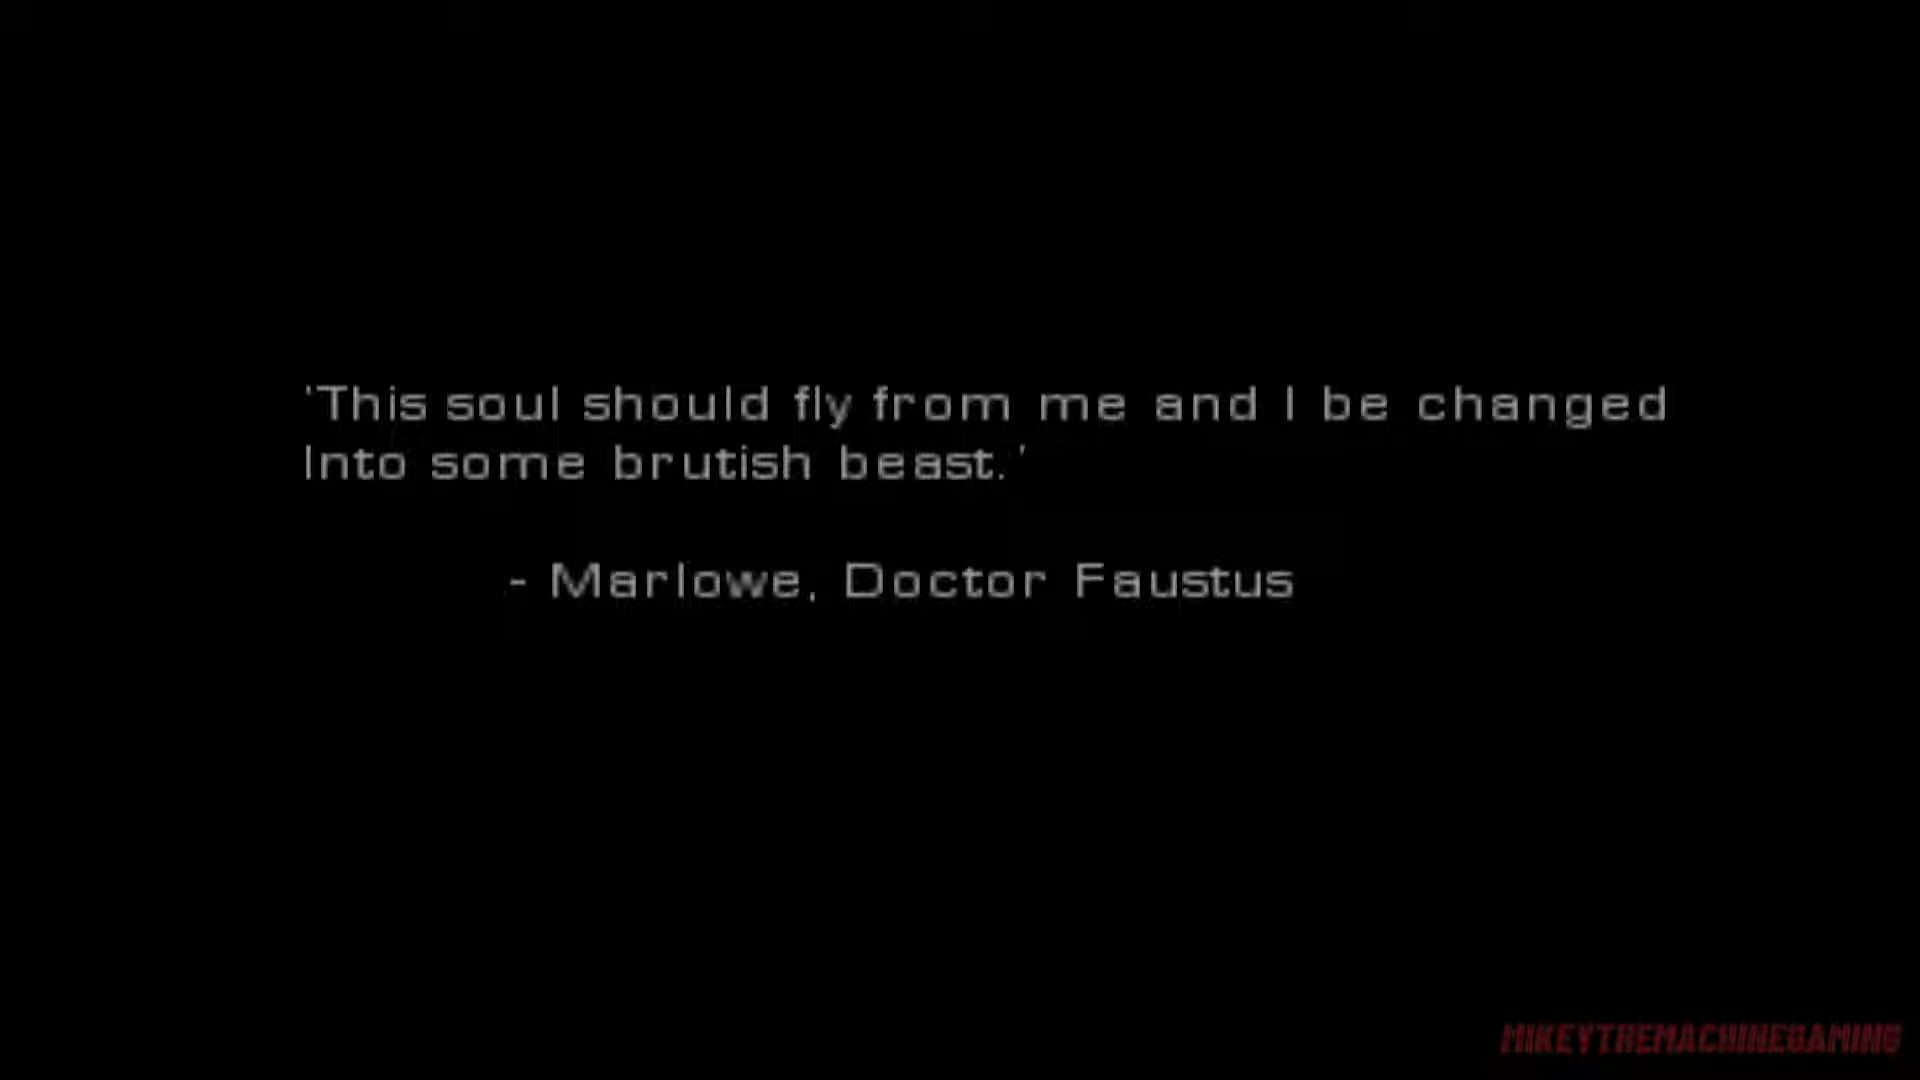 'This soul should fly from me and I be changed
Into some brutish beast.'
- Marlowe, Doctor Faustus
MIKEYTHEMACHINEGAMING